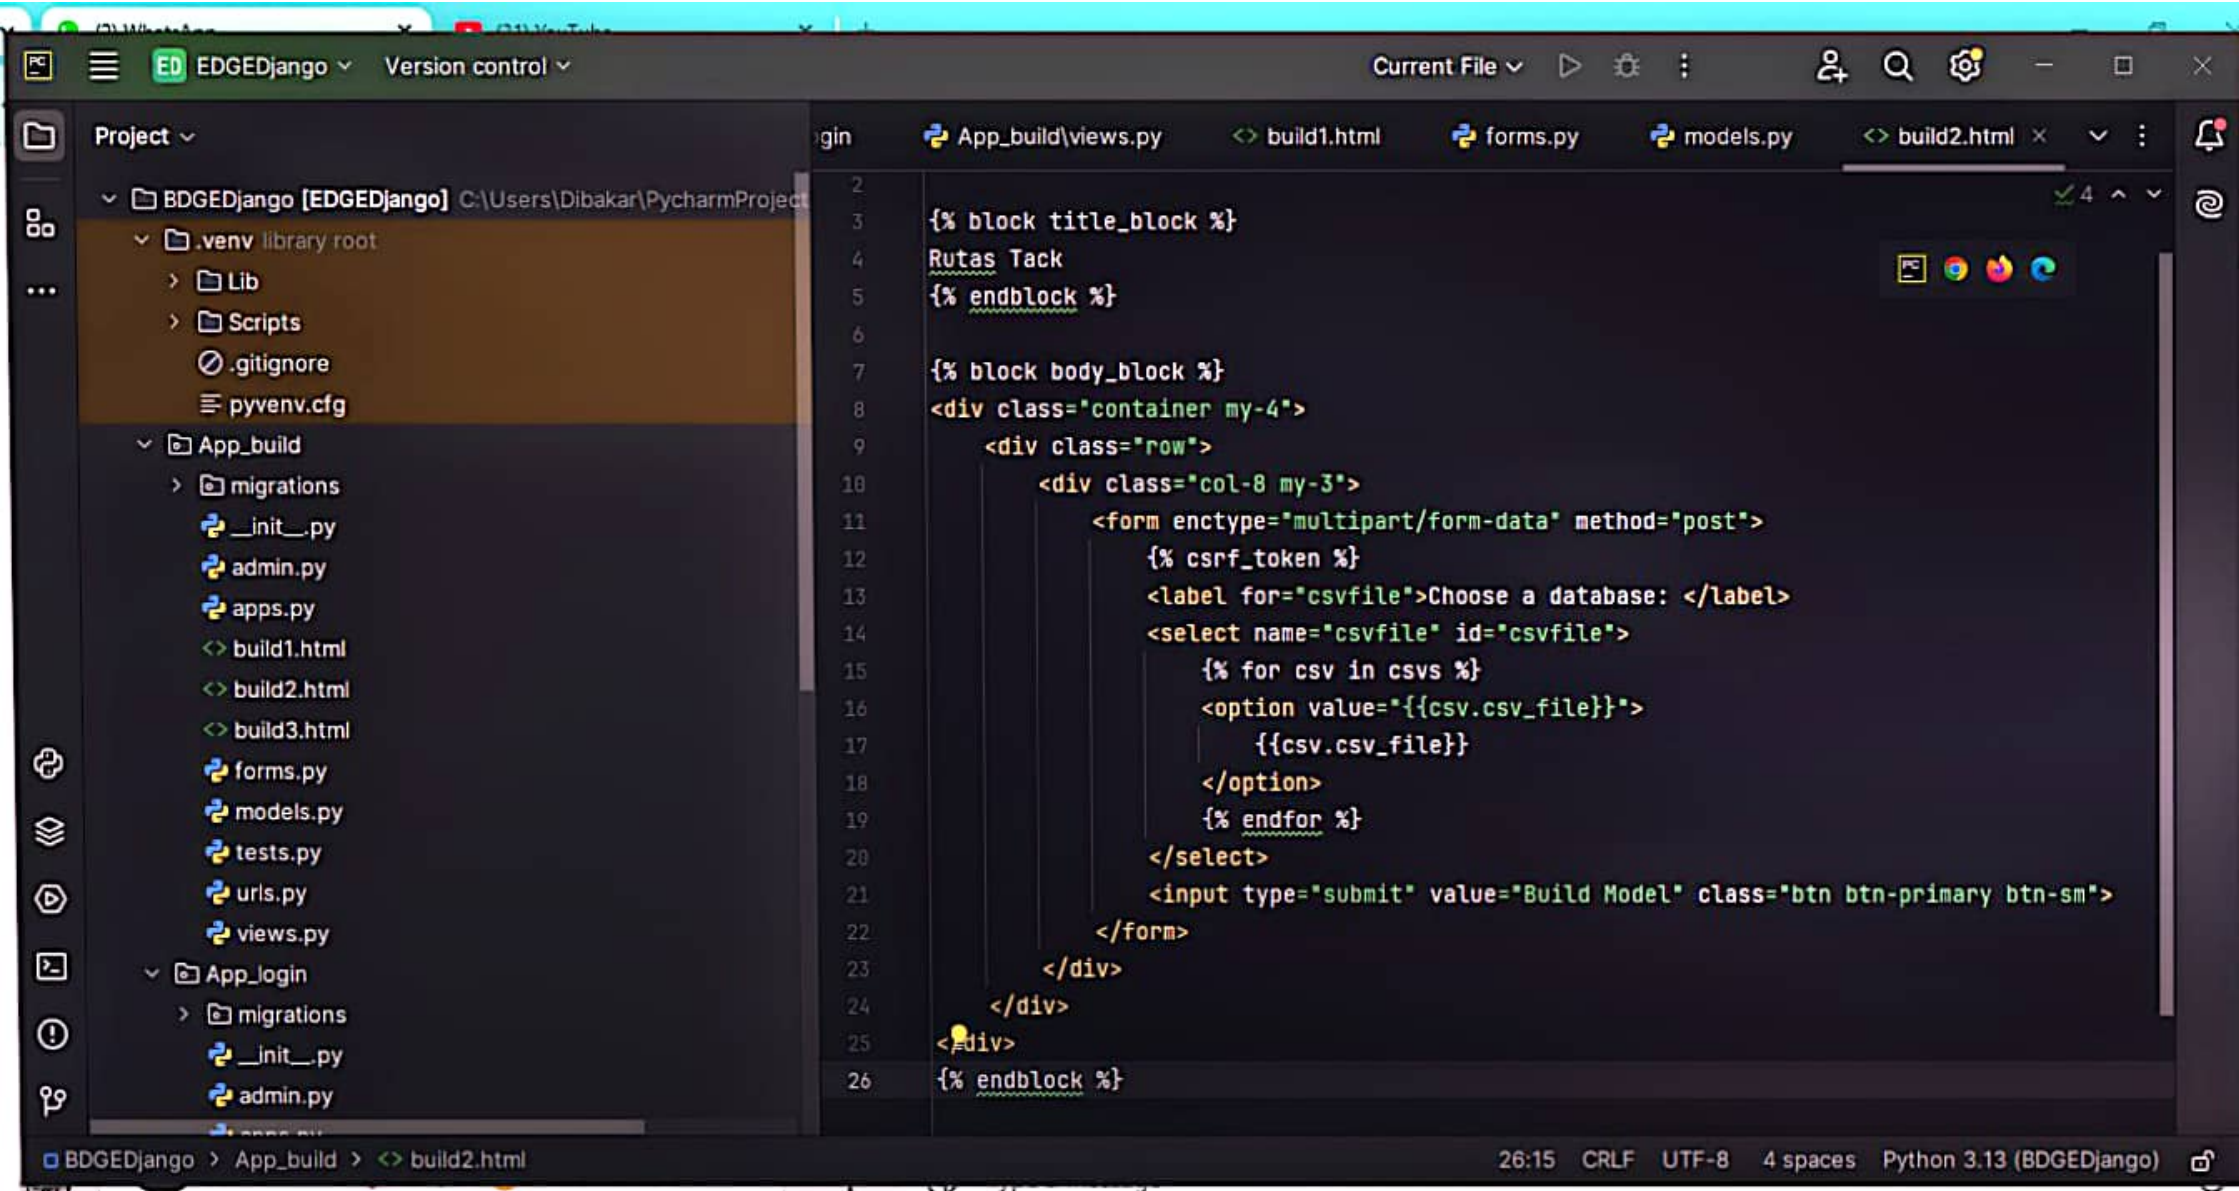 (2) WhatsApp
(31) YouTube
PC
ED EDGEDjango
Version control
Current File
Project
gin
App_build\views.py
build1.html
forms.py
models.py
build2.html
BDGEDjango [EDGEDjango] C:\Users\Dibakar\PycharmProject
.venv library root
Lib
Scripts
.gitignore
pyvenv.cfg
App_build
migrations
__init__.py
admin.py
apps.py
build1.html
build2.html
build3.html
forms.py
models.py
tests.py
urls.py
views.py
App_login
migrations
__init__.py
admin.py
apps.py
4
PC
2
3 {% block title_block %}
4 Rutas Tack
5 {% endblock %}
6
7 {% block body_block %}
8 <div class="container my-4">
9 <div class="row">
10 <div class="col-8 my-3">
11 <form enctype="multipart/form-data" method="post">
12 {% csrf_token %}
13 <label for="csvfile">Choose a database: </label>
14 <select name="csvfile" id="csvfile">
15 {% for csv in csvs %}
16 <option value="{{csv.csv_file}}">
17 {{csv.csv_file}}
18 </option>
19 {% endfor %}
20 </select>
21 <input type="submit" value="Build Model" class="btn btn-primary btn-sm">
22 </form>
23 </div>
24 </div>
25 </div>
26 {% endblock %}
BDGEDjango > App_build > <> build2.html
26:15 CRLF UTF-8 4 spaces Python 3.13 (BDGEDjango)